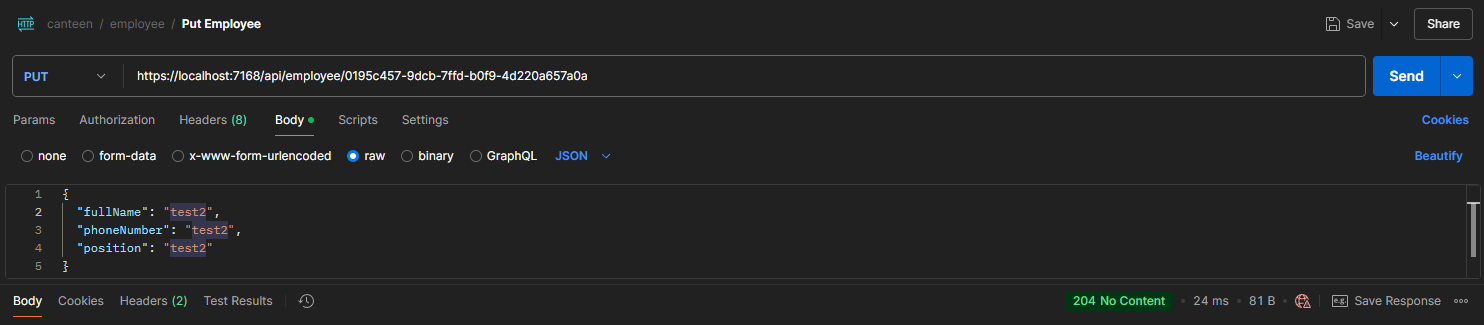 HTTP canteen / employee / Put Employee Save Share
PUT https://localhost:7168/api/employee/0195c457-9dcb-7ffd-b0f9-4d220a657a0a Send
Params Authorization Headers (8) Body Scripts Settings Cookies
none form-data x-www-form-urlencoded raw binary GraphQL JSON Beautify
1 {
2 "fullName": "test2",
3 "phoneNumber": "test2",
4 "position": "test2"
5 }
Body Cookies Headers (2) Test Results 204 No Content • 24 ms • 81 B • e.g. Save Response